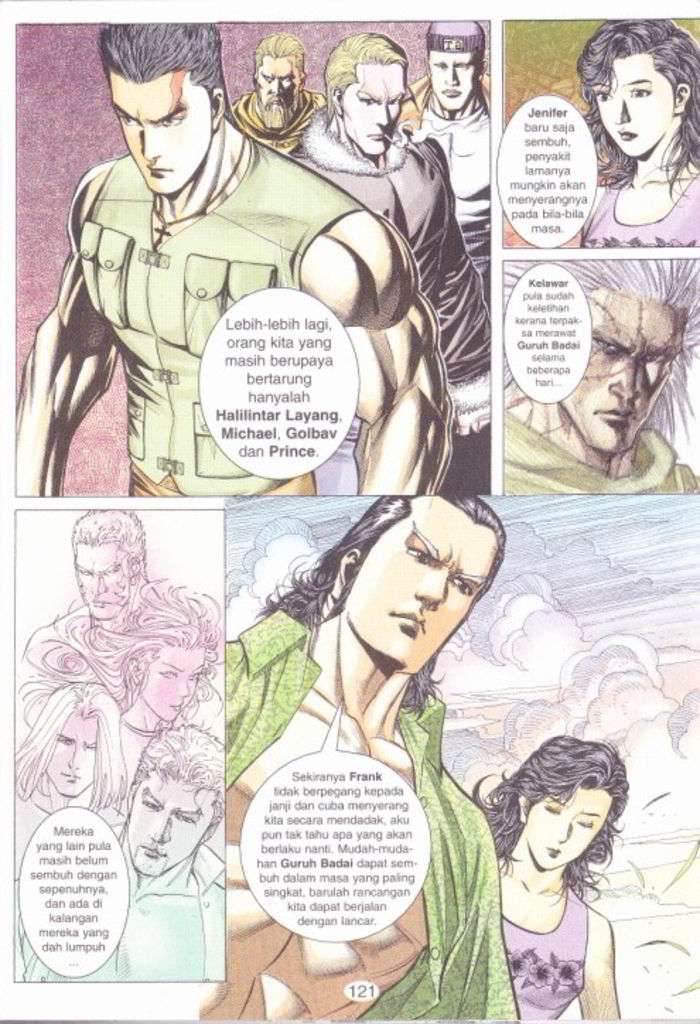 T.B
Lebih-lebih lagi,
orang kita yang
masih berupaya
bertarung
hanyalah
Halilintar Layang,
Michael, Golbav
dan Prince.
Jenifer
baru saja
sembuh,
penyakit
lamanya
mungkin akan
menyerangnya
pada bila-bila
masa.
Kelawar
pula sudah
keletihan
kerana terpak-
sa merawat
Guruh Badai
selama
beberapa
hari...
Mereka
yang lain pula
masih belum
sembuh dengan
sepenuhnya,
dan ada di
kalangan
mereka yang
dah lumpuh
...
Sekiranya Frank
tidak berpegang kepada
janji dan cuba menyerang
kita secara mendadak, aku
pun tak tahu apa yang akan
berlaku nanti. Mudah-muda-
han Guruh Badai dapat sem-
buh dalam masa yang paling
singkat, barulah rancangan
kita dapat berjalan
dengan lancar.
121